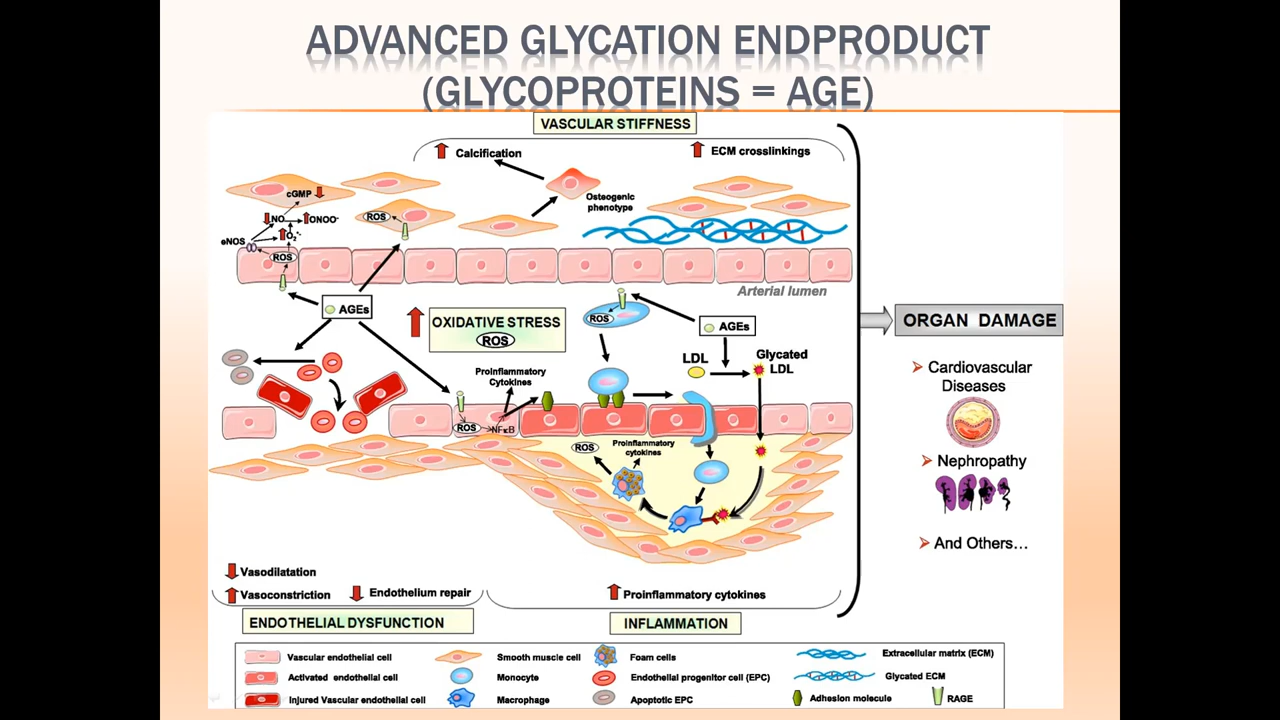 ADVANCED GLYCATION ENDPRODUCT
(GLYCOPROTEINS = AGE)
VASCULAR STIFFNESS
Calcification
ECM crosslinkings
cGMP
NO
ONOO⁻
eNOS
O₂
ROS
ROS
Osteogenic
phenotype
Arterial lumen
AGEs
OXIDATIVE STRESS
ROS
ROS
AGEs
LDL
Glycated
LDL
Proinflammatory
Cytokines
ROS
NFκB
ROS
Proinflammatory
cytokines
ORGAN DAMAGE
Cardiovascular
Diseases
Nephropathy
And Others...
Vasodilatation
Vasoconstriction
Endothelium repair
Proinflammatory cytokines
ENDOTHELIAL DYSFUNCTION
INFLAMMATION
Vascular endothelial cell
Smooth muscle cell
Foam cells
Extracellular matrix (ECM)
Activated endothelial cell
Monocyte
Endothelial progenitor cell (EPC)
Glycated ECM
Injured Vascular endothelial cell
Macrophage
Apoptotic EPC
Adhesion molecule
RAGE